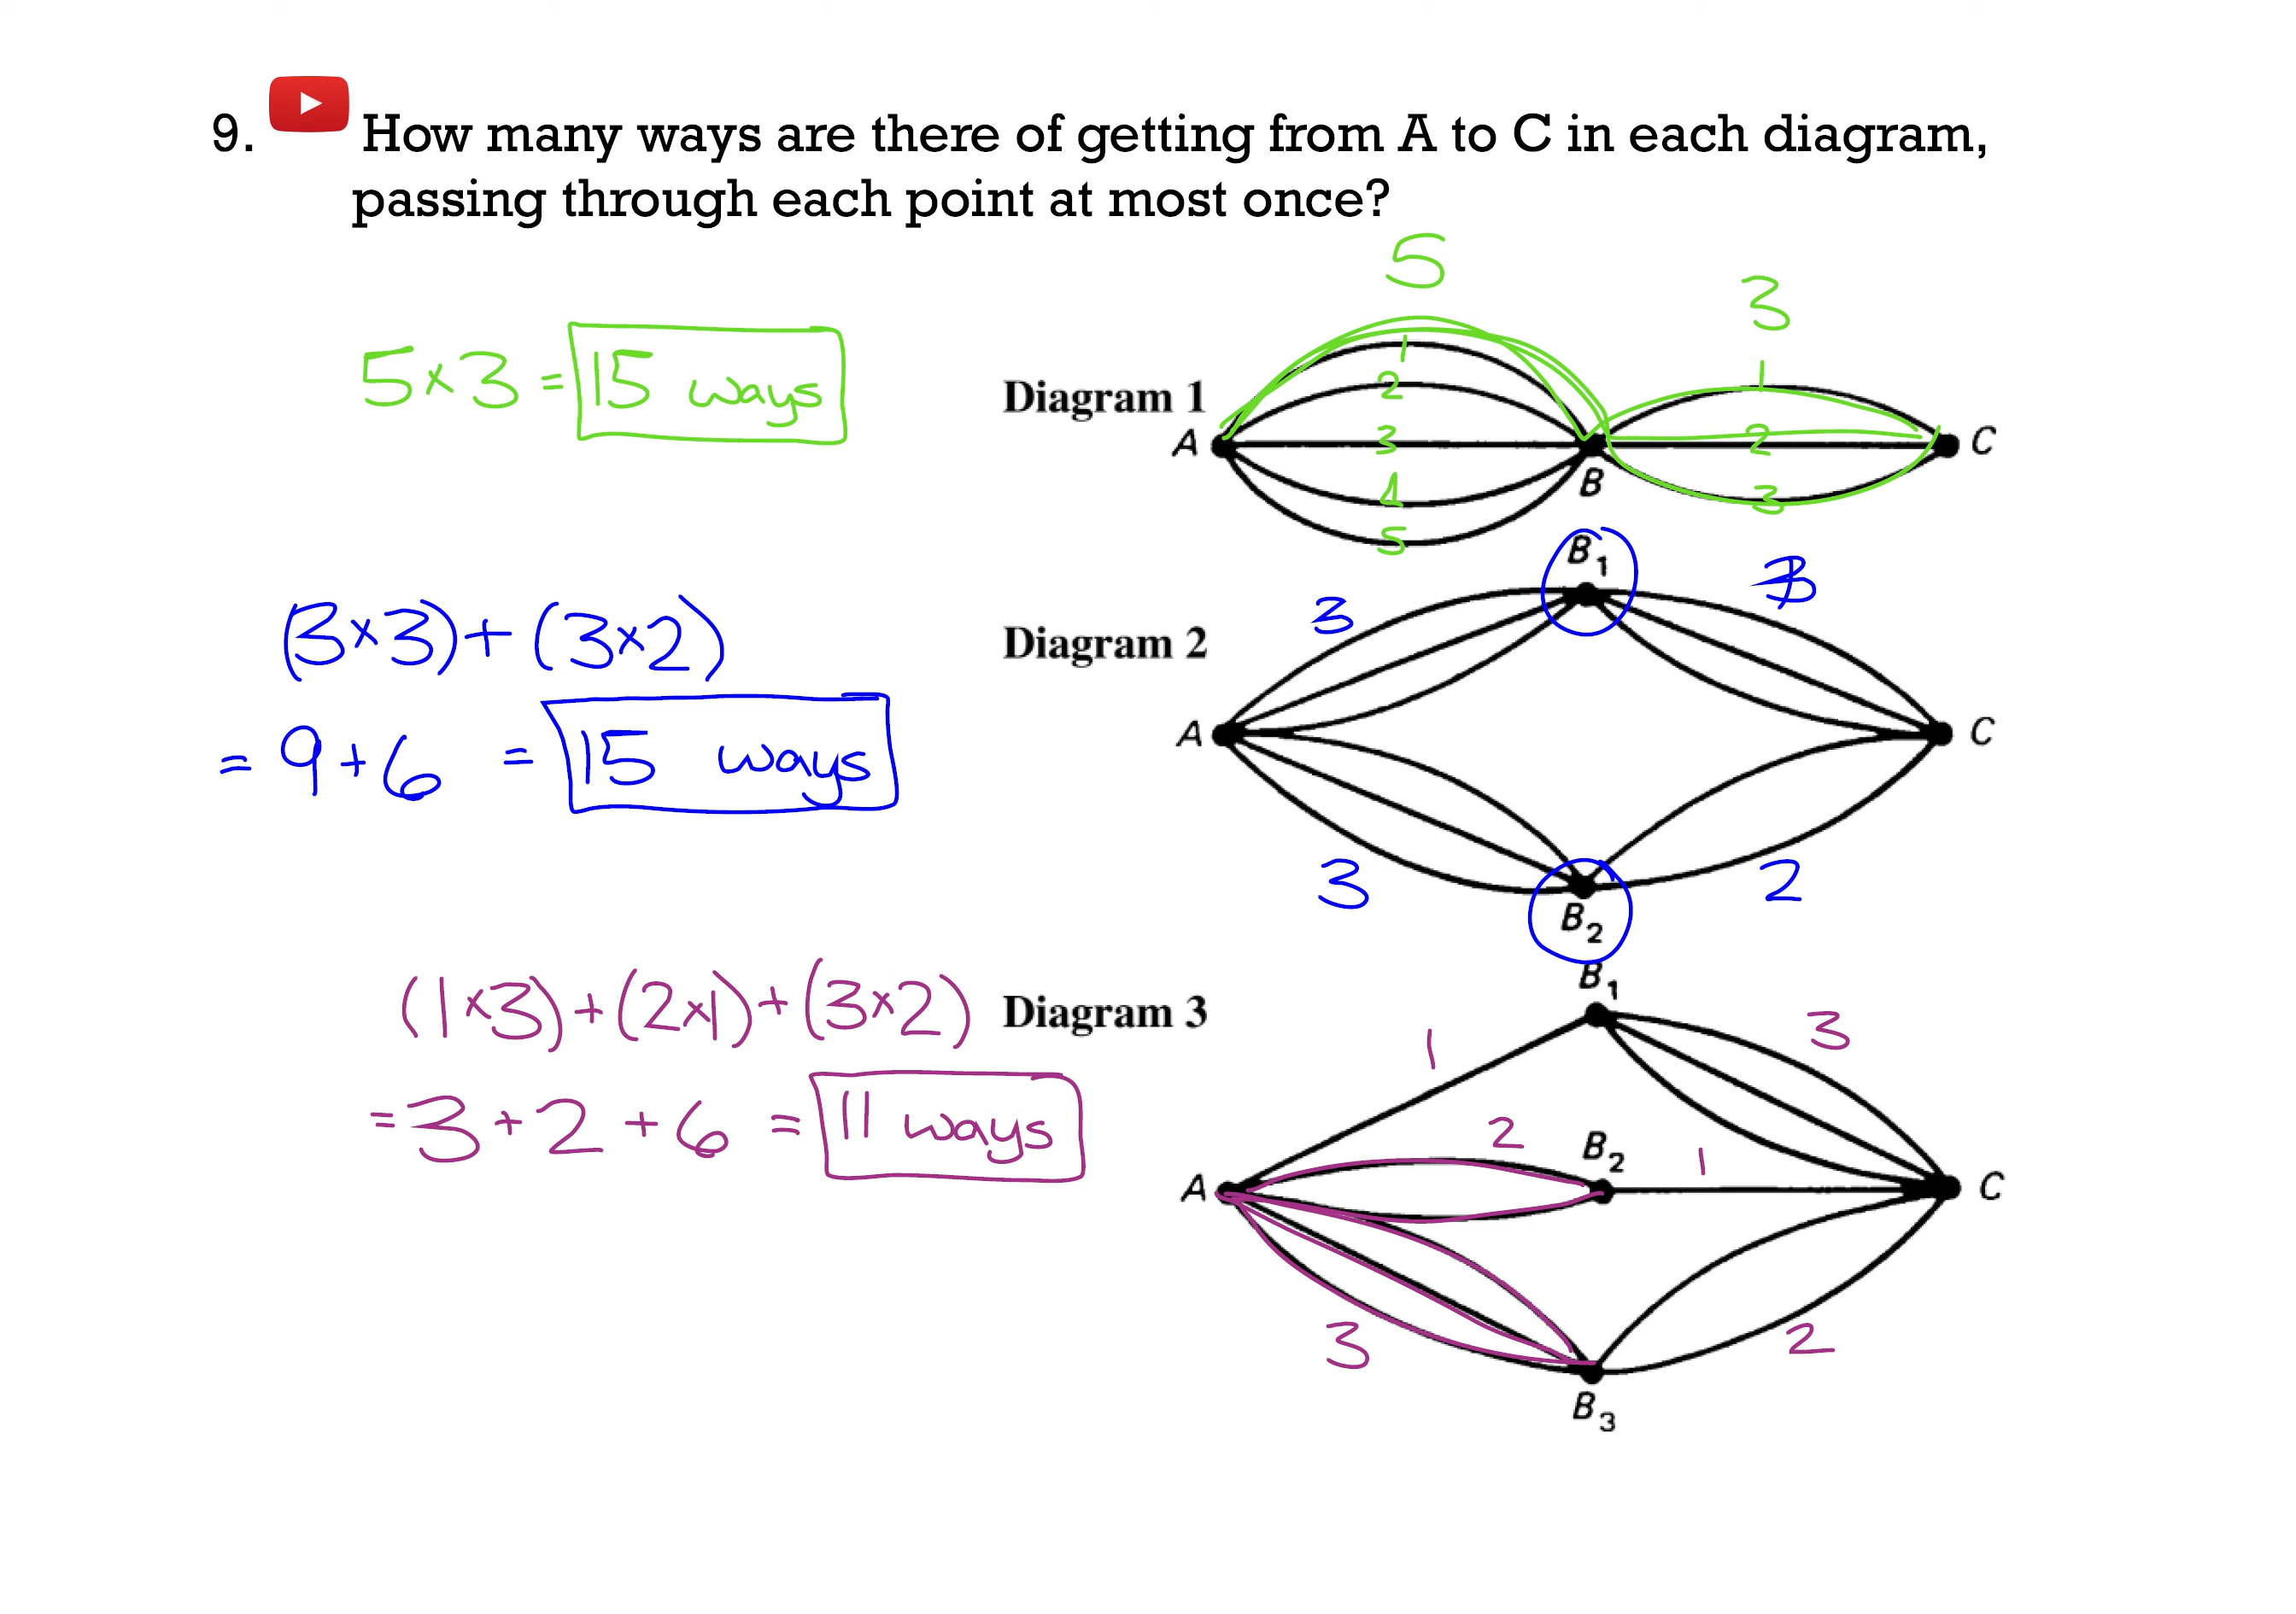 9. How many ways are there of getting from A to C in each diagram,
passing through each point at most once?
5 3
5×3 = 15 ways
Diagram 1
1
2
3
4
5
1
2
3
A B C
(3×3)+(3×2)
= 9+6 = 15 ways
Diagram 2
B1
3
A C
3 2
B2
(1×3)+(2×1)+(3×2)
= 3+2+6 = 11 ways
Diagram 3
B1
1 3
2 B2 1
A C
3 2
B3